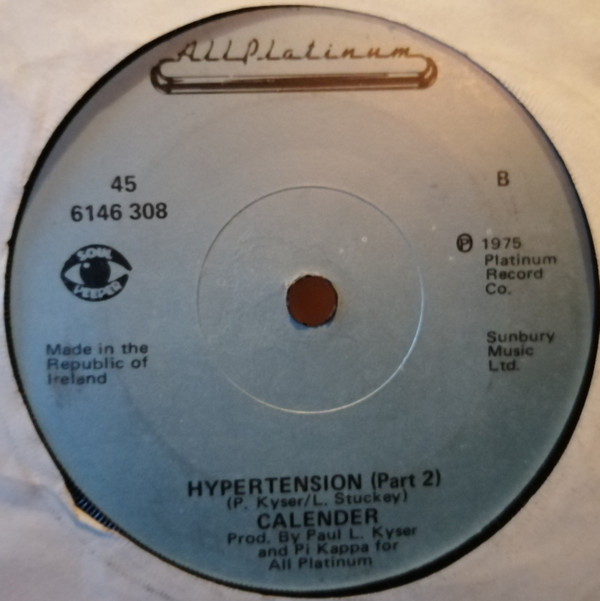 AllPlatinum
45
6146 308
B
SOUL
PEEPER
℗ 1975
Platinum
Record
Co.
Made in the
Republic of
Ireland
Sunbury
Music
Ltd.
HYPERTENSION (Part 2)
(P. Kyser/L. Stuckey)
CALENDER
Prod. By Paul L. Kyser
and Pi Kappa for
All Platinum